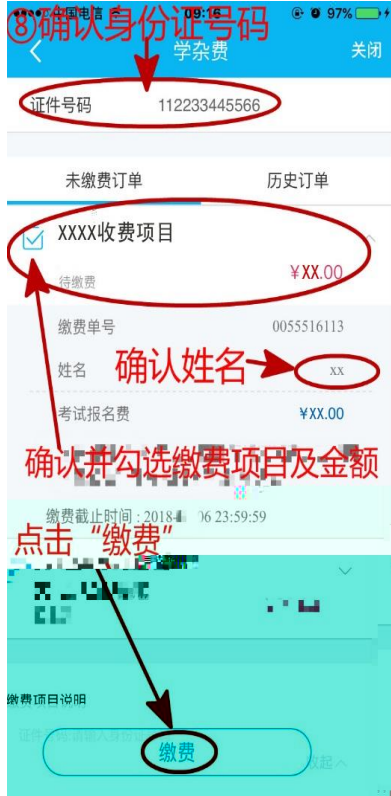 ⑧确认身份证号码
中国电信 09:16 97%
学杂费 关闭
证件号码 112233445566
未缴费订单 历史订单
XXXX收费项目
待缴费 ¥XX.00
缴费单号 0055516113
确认姓名
姓名 xx
考试报名费 ¥XX.00
确认并勾选缴费项目及金额
缴费截止时间 : 2018- 06 23:59:59
点击“缴费”
缴费项目说明
缴费
收起